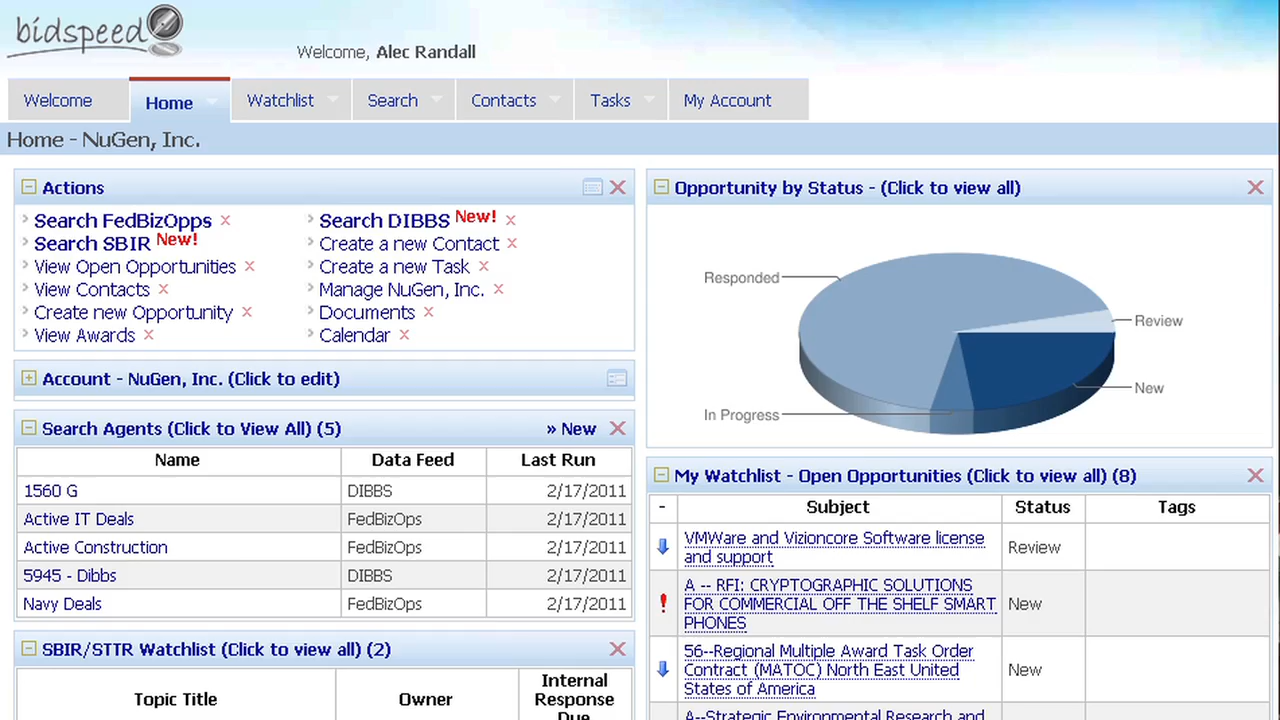 bidspeed
Welcome, Alec Randall
Welcome
Home
Watchlist
Search
Contacts
Tasks
My Account
Home - NuGen, Inc.
Actions
Search FedBizOpps
Search SBIR New!
View Open Opportunities
View Contacts
Create new Opportunity
View Awards
Search DIBBS New!
Create a new Contact
Create a new Task
Manage NuGen, Inc.
Documents
Calendar
Account - NuGen, Inc. (Click to edit)
Search Agents (Click to View All) (5)
» New
Name Data Feed Last Run
1560 G DIBBS 2/17/2011
Active IT Deals FedBizOps 2/17/2011
Active Construction FedBizOps 2/17/2011
5945 - Dibbs DIBBS 2/17/2011
Navy Deals FedBizOps 2/17/2011
SBIR/STTR Watchlist (Click to view all) (2)
Topic Title Owner Internal
Response
Due
Opportunity by Status - (Click to view all)
Responded
Review
New
In Progress
My Watchlist - Open Opportunities (Click to view all) (8)
- Subject Status Tags
VMWare and Vizioncore Software license
and support
Review
A -- RFI: CRYPTOGRAPHIC SOLUTIONS
FOR COMMERCIAL OFF THE SHELF SMART
PHONES
New
56--Regional Multiple Award Task Order
Contract (MATOC) North East United
States of America
New
A--Strategic Environmental Research and